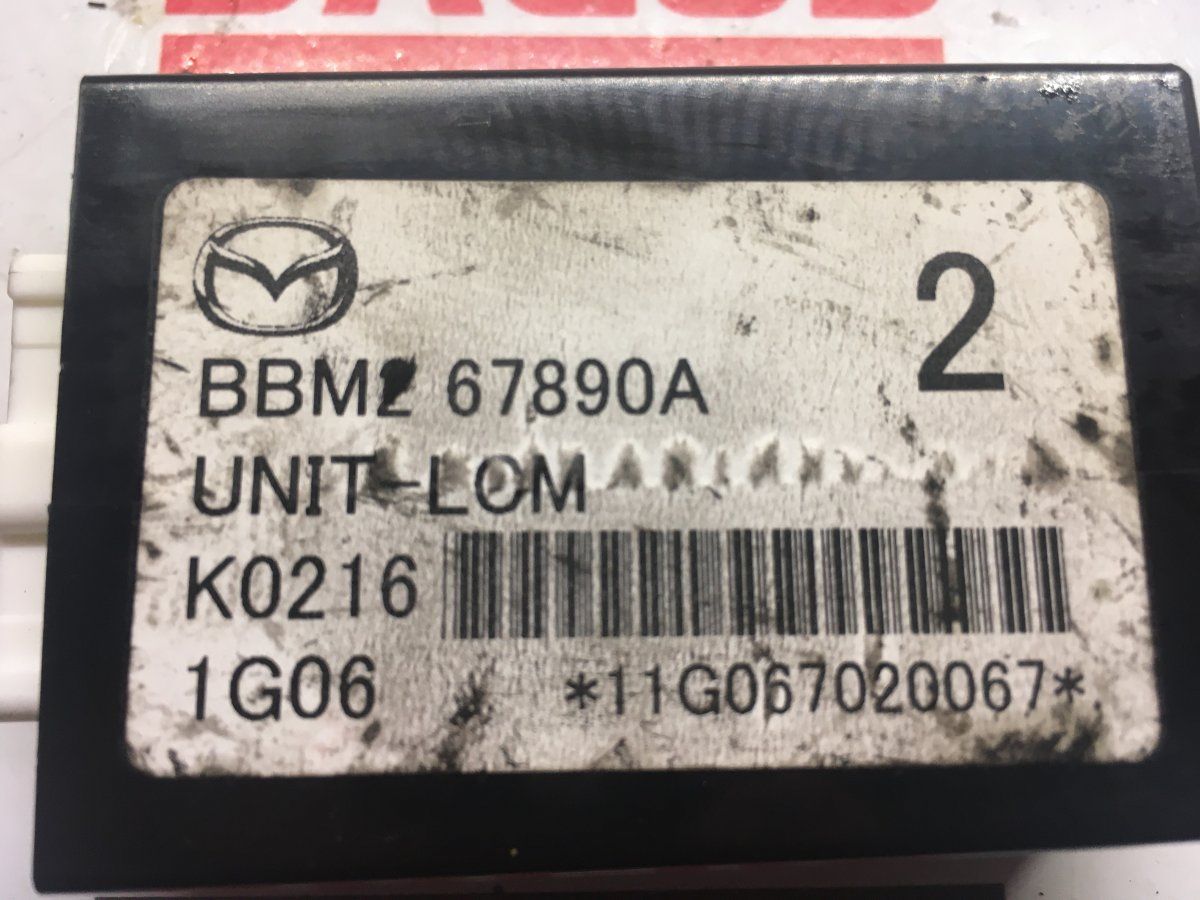 2
BBM2 67890A
UNIT-LCM
K0216
1G06 *11G067020067*